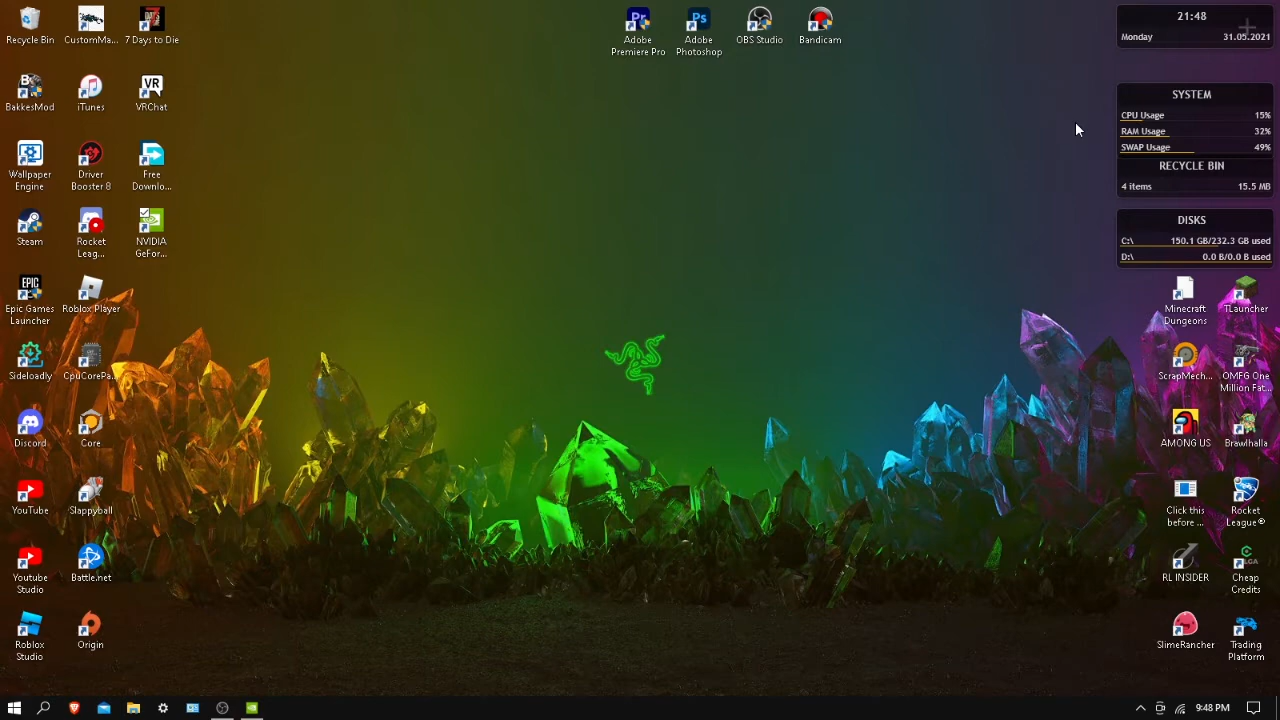 Recycle Bin
CustomMa...
7 Days to Die
BakkesMod
iTunes
VR
VRChat
Wallpaper
Engine
Driver
Booster 8
Free
Downlo...
Steam
Rocket
Leag...
NVIDIA
GeFor...
EPIC
GAMES
Epic Games
Launcher
Roblox Player
Sideloadly
CpuCorePa...
Discord
Core
YouTube
Slappyball
Youtube
Studio
Battle.net
Roblox
Studio
Origin
Pr
Adobe
Premiere Pro
Ps
Adobe
Photoshop
OBS Studio
Bandicam
21:48
Monday 31.05.2021
SYSTEM
CPU Usage 15%
RAM Usage 32%
SWAP Usage 49%
RECYCLE BIN
4 items 15.5 MB
DISKS
C:\ 150.1 GB/232.3 GB used
D:\ 0.0 B/0.0 B used
Minecraft
Dungeons
TLauncher
ScrapMech...
OMFG One
Million Fat...
AMONG US
Brawlhalla
Click this
before ...
Rocket
League®
RL INSIDER
Cheap
Credits
SlimeRancher
Trading
Platform
9:48 PM